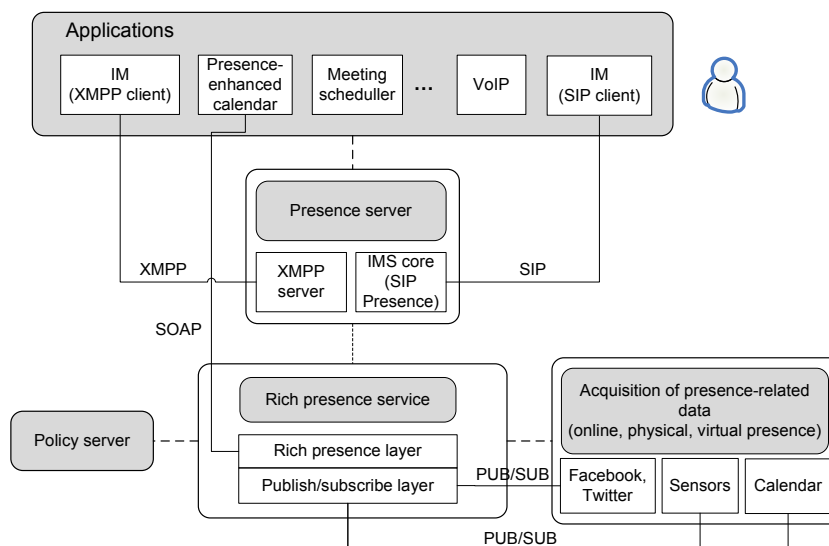 Applications
IM
(XMPP client)
Presence-
enhanced
calendar
Meeting
scheduller
...
VoIP
IM
(SIP client)
Presence server
XMPP
XMPP
server
IMS core
(SIP
Presence)
SIP
SOAP
Rich presence service
Acquisition of presence-related
data
(online, physical, virtual presence)
Policy server
Rich presence layer
Publish/subscribe layer
PUB/SUB
Facebook,
Twitter
Sensors
Calendar
PUB/SUB